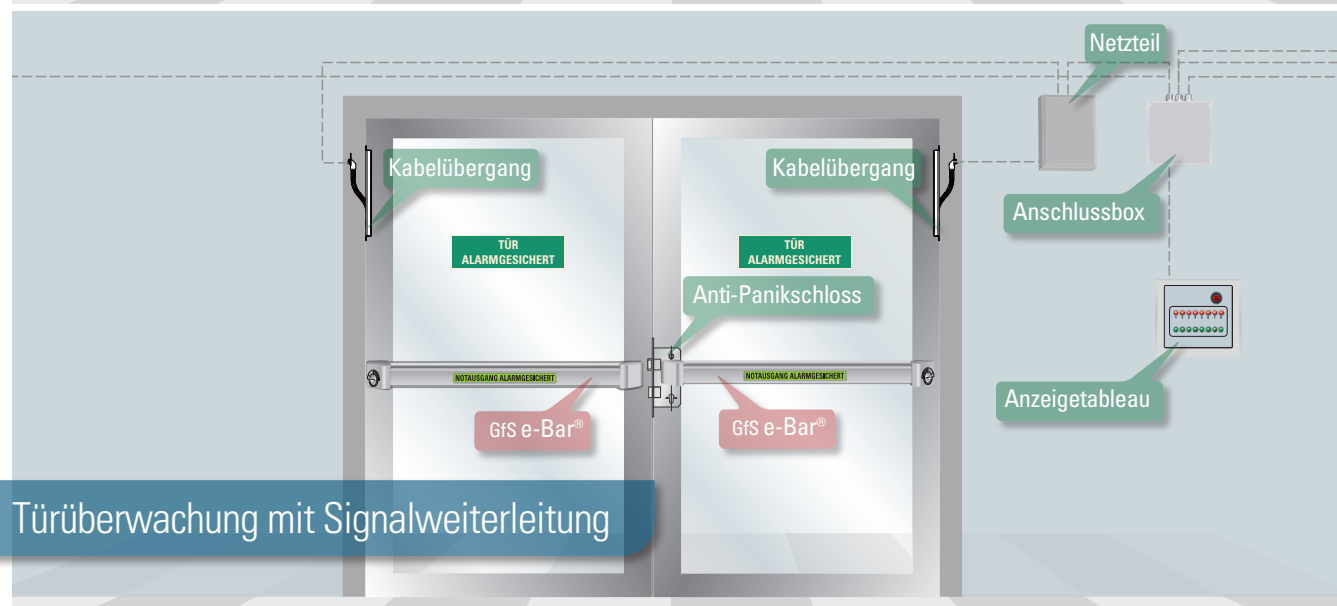 Netzteil
Kabelübergang
Kabelübergang
Anschlussbox
TÜR
ALARMGESICHERT
TÜR
ALARMGESICHERT
Anti-Panikschloss
NOTAUSGANG ALARMGESICHERT
NOTAUSGANG ALARMGESICHERT
Anzeigetableau
GfS e-Bar®
GfS e-Bar®
Türüberwachung mit Signalweiterleitung